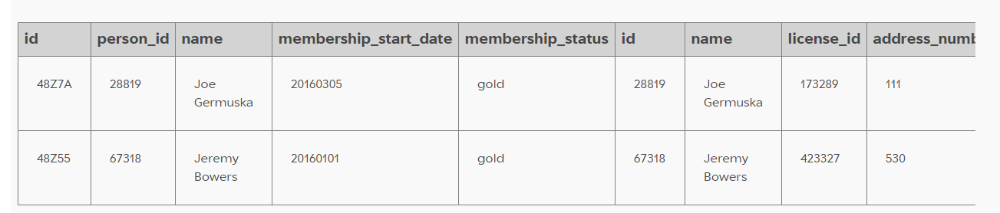 id person_id name membership_start_date membership_status id name license_id address_numb
48Z7A 28819 Joe 20160305 gold 28819 Joe 173289 111
Germuska Germuska
48Z55 67318 Jeremy 20160101 gold 67318 Jeremy 423327 530
Bowers Bowers